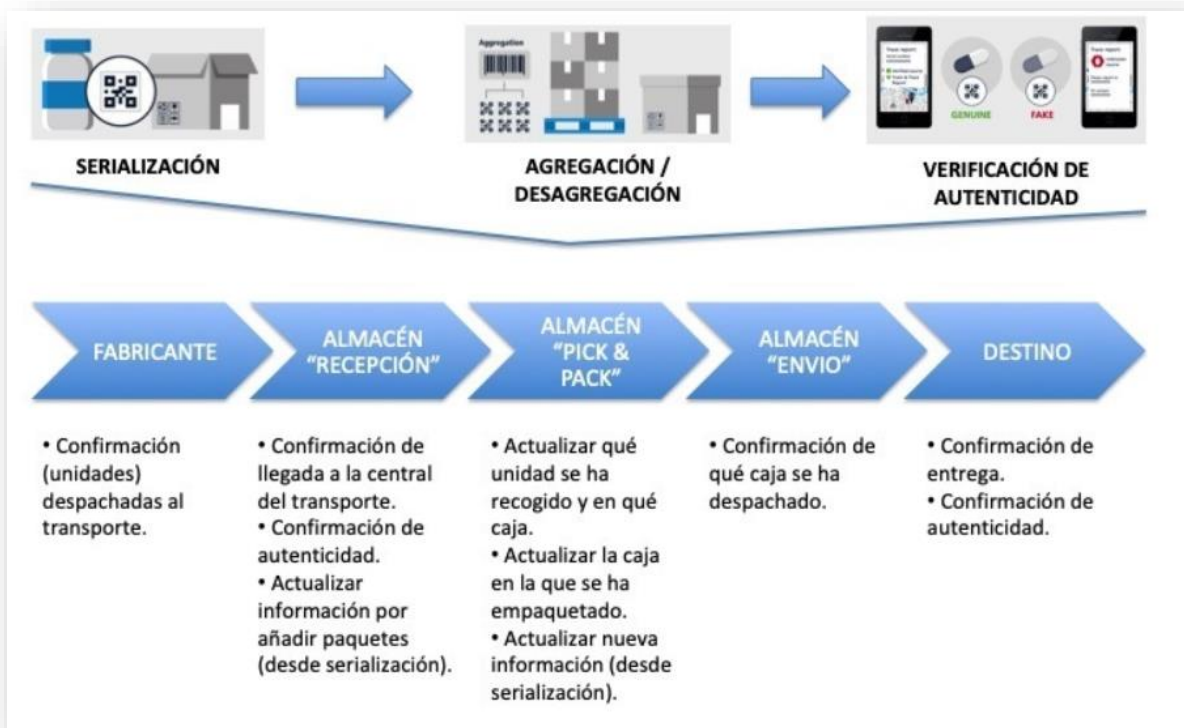 Aggregation
GENUINE
FAKE
SERIALIZACIÓN
AGREGACIÓN /
DESAGREGACIÓN
VERIFICACIÓN DE
AUTENTICIDAD
FABRICANTE
ALMACÉN
“RECEPCIÓN”
ALMACÉN
“PICK &
PACK”
ALMACÉN
“ENVIO”
DESTINO
• Confirmación
(unidades)
despachadas al
transporte.
• Confirmación de
llegada a la central
del transporte.
• Confirmación de
autenticidad.
• Actualizar
información por
añadir paquetes
(desde serialización).
• Actualizar qué
unidad se ha
recogido y en qué
caja.
• Actualizar la caja
en la que se ha
empaquetado.
• Actualizar nueva
información (desde
serialización).
• Confirmación de
qué caja se ha
despachado.
• Confirmación de
entrega.
• Confirmación de
autenticidad.